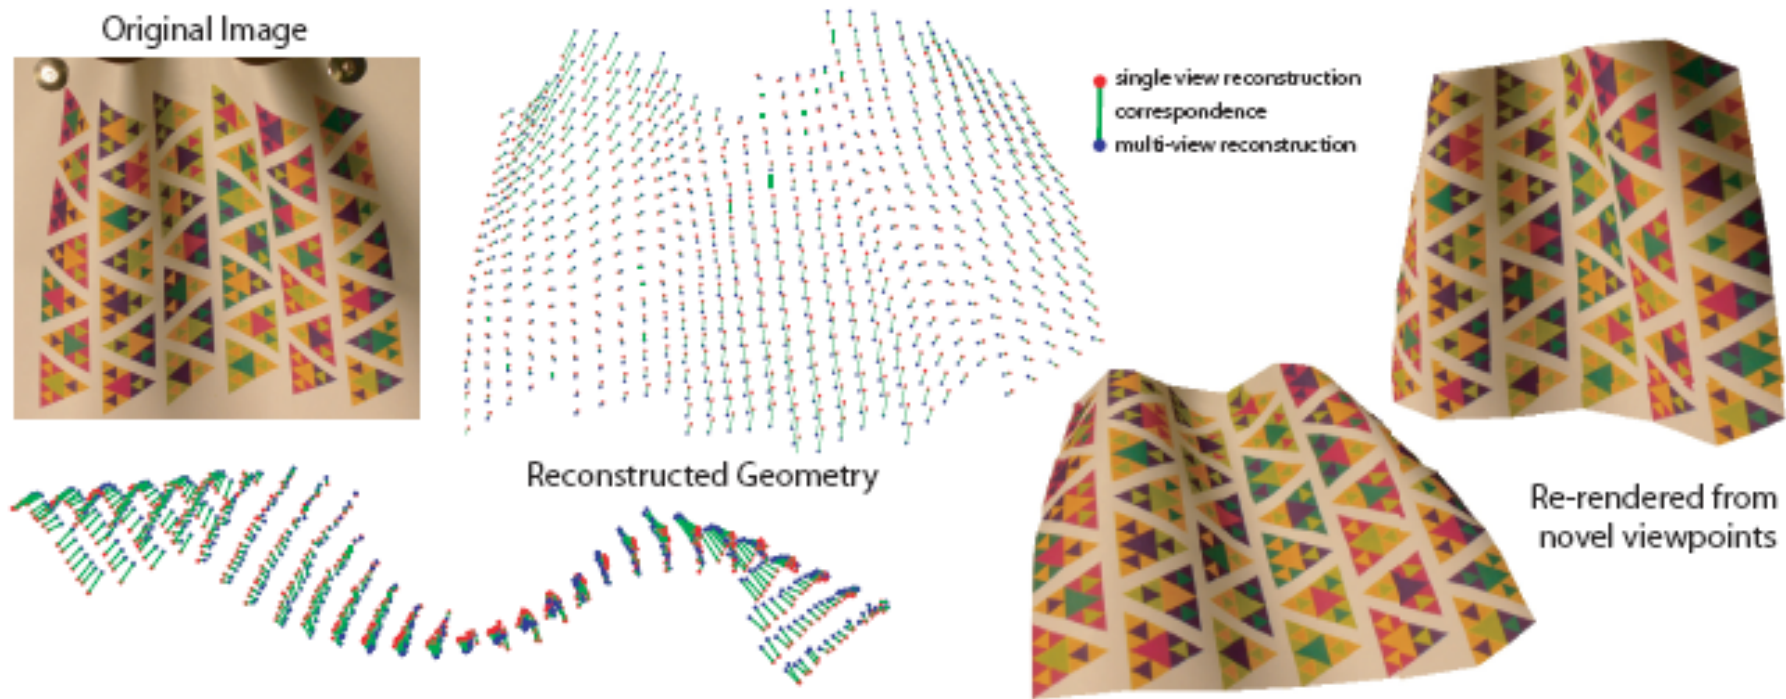 Original Image
single view reconstruction
correspondence
multi-view reconstruction
Reconstructed Geometry
Re-rendered from
novel viewpoints